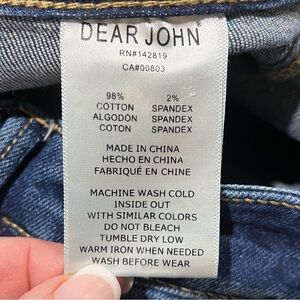 DEAR JOHN®
RN#142819
CA#00803
98% 2%
COTTON SPANDEX
ALGODÓN SPANDEX
COTON SPANDEX
MADE IN CHINA
HECHO EN CHINA
FABRIQUÉ EN CHINE
MACHINE WASH COLD
INSIDE OUT
WITH SIMILAR COLORS
DO NOT BLEACH
TUMBLE DRY LOW
WARM IRON WHEN NEEDED
WASH BEFORE WEAR